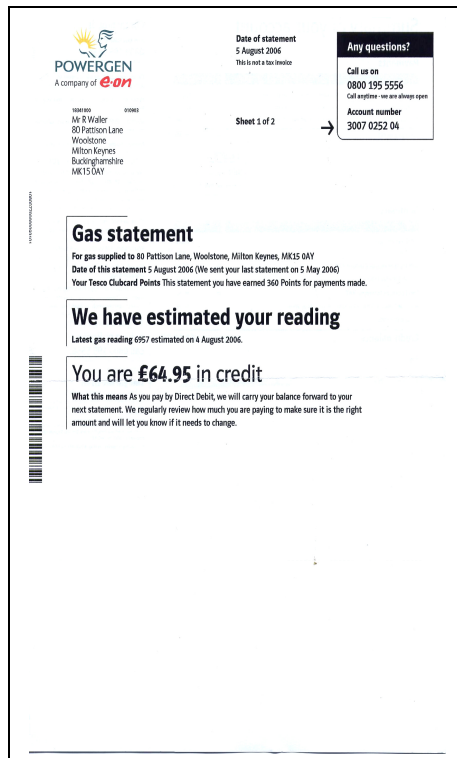 POWERGEN
A company of e·on
Date of statement
5 August 2006
This is not a tax invoice
Any questions?
Call us on
0800 195 5556
Call anytime - we are always open
Account number
3007 0252 04
Sheet 1 of 2
Mr R Waller
80 Pattison Lane
Woolstone
Milton Keynes
Buckinghamshire
MK15 0AY
Gas statement
For gas supplied to 80 Pattison Lane, Woolstone, Milton Keynes, MK15 0AY
Date of this statement 5 August 2006 (We sent your last statement on 5 May 2006)
Your Tesco Clubcard Points This statement you have earned 360 Points for payments made.
We have estimated your reading
Latest gas reading 6957 estimated on 4 August 2006.
You are £64.95 in credit
What this means As you pay by Direct Debit, we will carry your balance forward to your
next statement. We regularly review how much you are paying to make sure it is the right
amount and will let you know if it needs to change.